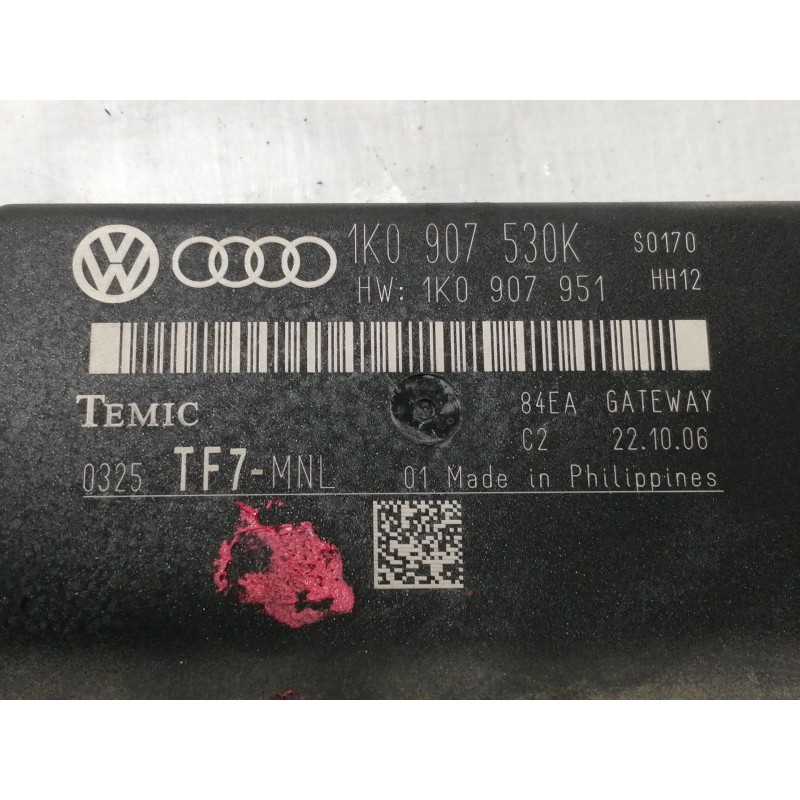 1K0 907 530K S0170
HW: 1K0 907 951 HH12
TEMIC 84EA GATEWAY
C2 22.10.06
0325 TF7-MNL 01 Made in Philippines